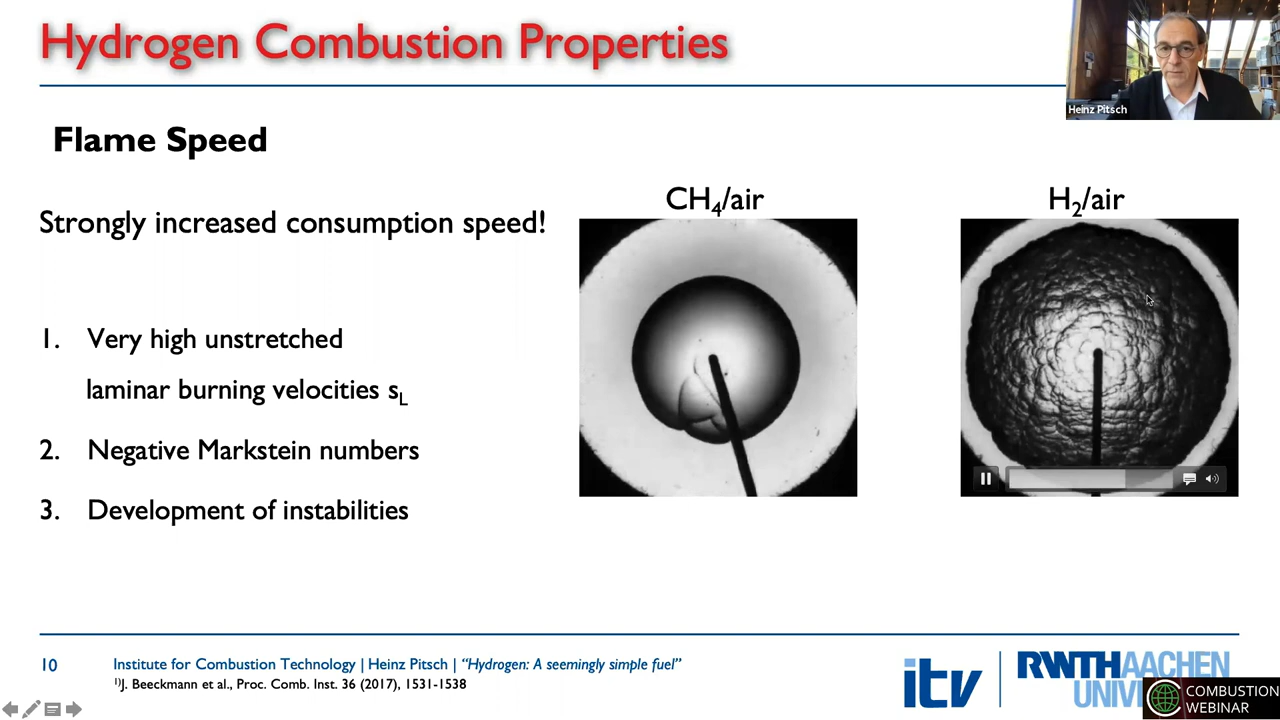 Hydrogen Combustion Properties
Heinz Pitsch
Flame Speed
Strongly increased consumption speed!
CH₄/air
H₂/air
1. Very high unstretched
laminar burning velocities s_L
2. Negative Markstein numbers
3. Development of instabilities
10
Institute for Combustion Technology | Heinz Pitsch | “Hydrogen: A seemingly simple fuel”
¹⁾J. Beeckmann et al., Proc. Comb. Inst. 36 (2017), 1531-1538
itv
RWTHAACHEN
UNIV
COMBUSTION
WEBINAR